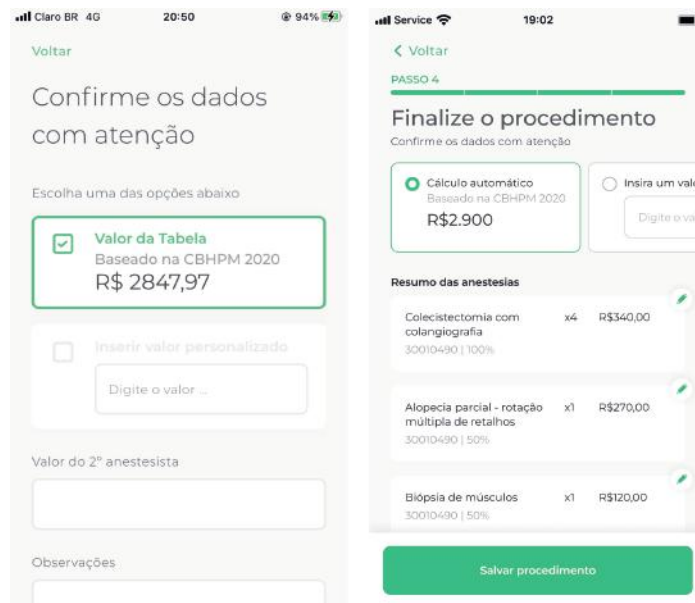 Claro BR 4G 20:50 94%
Voltar
Confirme os dados
com atenção
Escolha uma das opções abaixo
Valor da Tabela
Baseado na CBHPM 2020
R$ 2847,97
Inserir valor personalizado
Digite o valor ...
Valor do 2º anestesista
Observações
Service 19:02
Voltar
PASSO 4
Finalize o procedimento
Confirme os dados com atenção
Cálculo automático
Baseado na CBHPM 2020
R$2.900
Insira um val
Digite o va
Resumo das anestesias
Colecistectomia com x4 R$340,00
colangiografia
30010490 | 100%
Alopecia parcial - rotação x1 R$270,00
múltipla de retalhos
30010490 | 50%
Biópsia de músculos x1 R$120,00
30010490 | 50%
Salvar procedimento